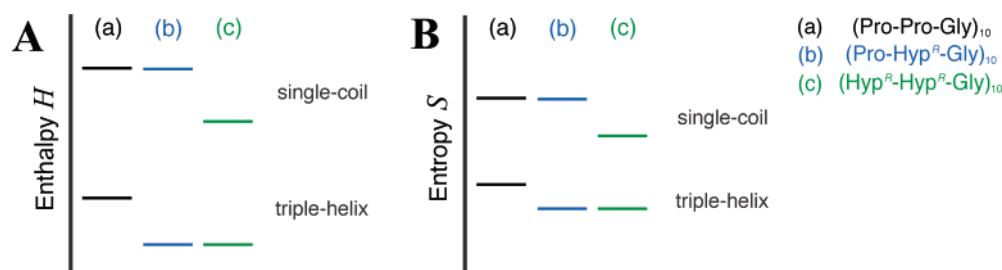 A
(a) (b) (c)
Enthalpy H
single-coil
triple-helix
B
(a) (b) (c)
Entropy S
single-coil
triple-helix
(a) (Pro-Pro-Gly)₁₀
(b) (Pro-Hypᴿ-Gly)₁₀
(c) (Hypᴿ-Hypᴿ-Gly)₁₀